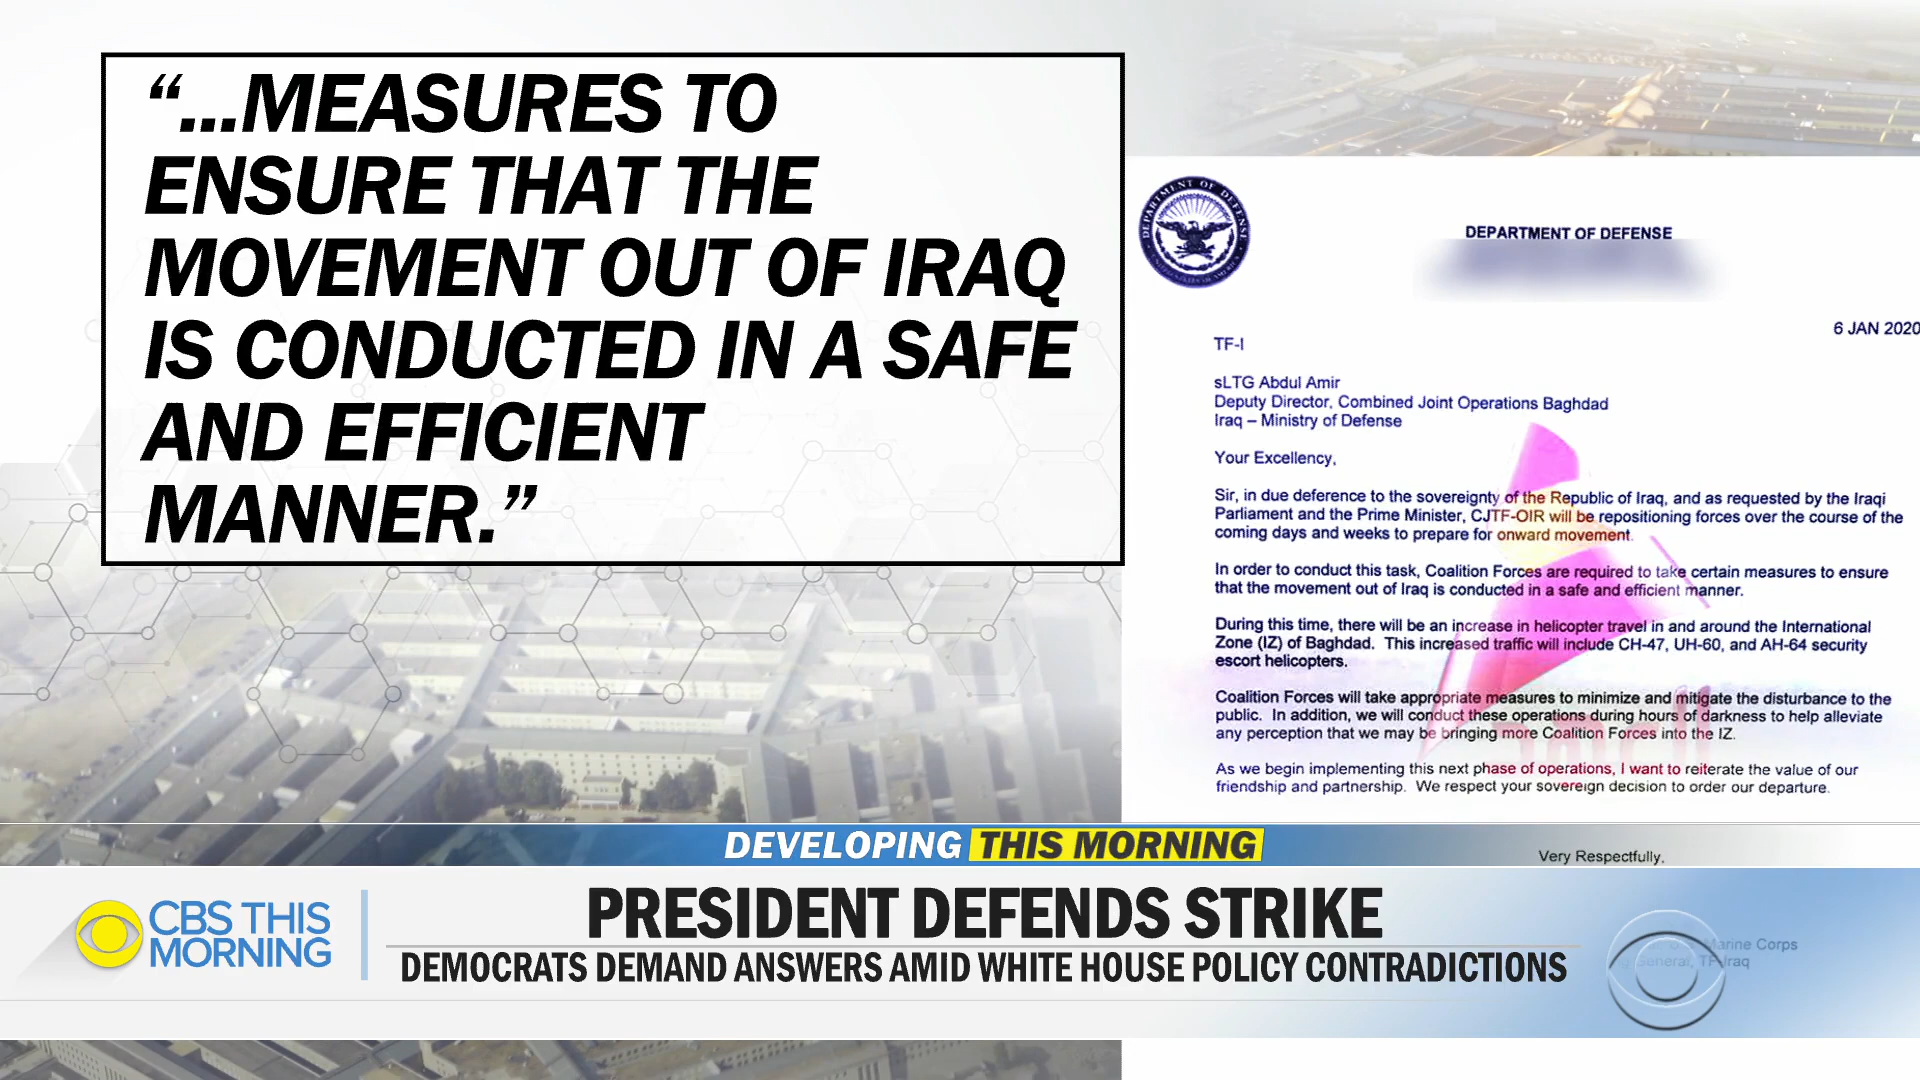 “...MEASURES TO
ENSURE THAT THE
MOVEMENT OUT OF IRAQ
IS CONDUCTED IN A SAFE
AND EFFICIENT
MANNER.”
DEPARTMENT OF DEFENSE
UNITED STATES OF AMERICA
DEPARTMENT OF DEFENSE
6 JAN 2020
TF-I
sLTG Abdul Amir
Deputy Director, Combined Joint Operations Baghdad
Iraq – Ministry of Defense
Your Excellency,
Sir, in due deference to the sovereignty of the Republic of Iraq, and as requested by the Iraqi
Parliament and the Prime Minister, CJTF-OIR will be repositioning forces over the course of the
coming days and weeks to prepare for onward movement.
In order to conduct this task, Coalition Forces are required to take certain measures to ensure
that the movement out of Iraq is conducted in a safe and efficient manner.
During this time, there will be an increase in helicopter travel in and around the International
Zone (IZ) of Baghdad. This increased traffic will include CH-47, UH-60, and AH-64 security
escort helicopters.
Coalition Forces will take appropriate measures to minimize and mitigate the disturbance to the
public. In addition, we will conduct these operations during hours of darkness to help alleviate
any perception that we may be bringing more Coalition Forces into the IZ.
As we begin implementing this next phase of operations, I want to reiterate the value of our
friendship and partnership. We respect your sovereign decision to order our departure.
Very Respectfully,
Marine Corps
General, TF-Iraq
DEVELOPING THIS MORNING
CBS THIS
MORNING
PRESIDENT DEFENDS STRIKE
DEMOCRATS DEMAND ANSWERS AMID WHITE HOUSE POLICY CONTRADICTIONS